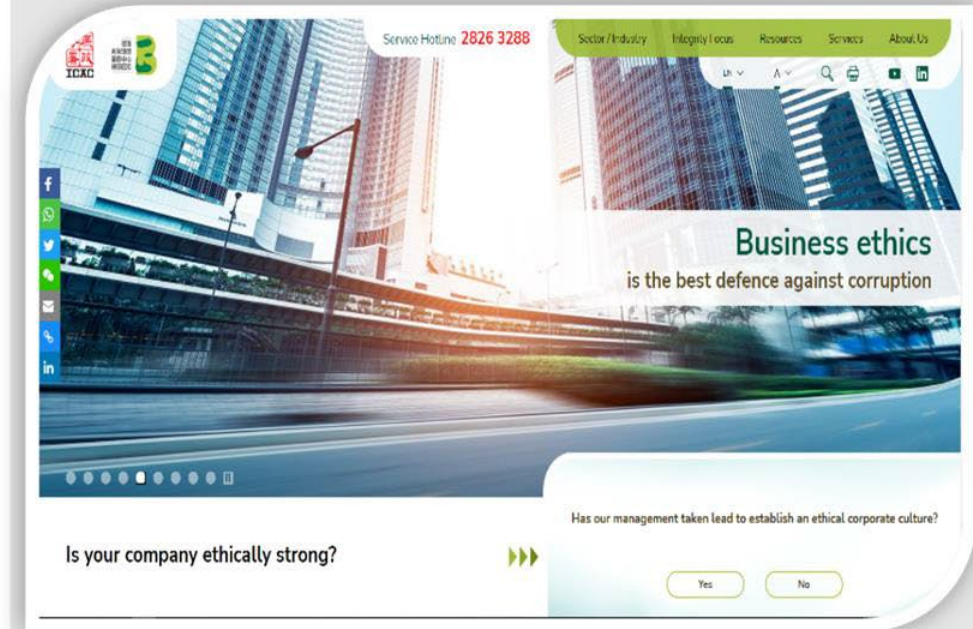 ICAC
Service Hotline 2826 3288
Sector / Industry
Integrity Focus
Resources
Services
About Us
EN
A
Business ethics
is the best defence against corruption
Has our management taken lead to establish an ethical corporate culture?
Is your company ethically strong?
Yes
No